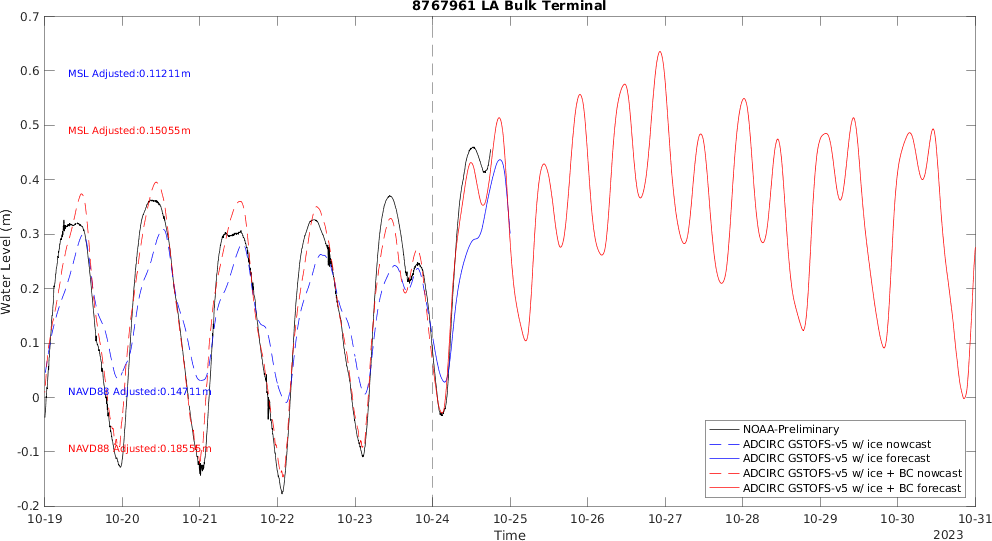 8767961 LA Bulk Terminal
0.7
0.6
0.5
0.4
0.3
0.2
0.1
0
-0.1
-0.2
Water Level (m)
MSL Adjusted:0.11211m
MSL Adjusted:0.15055m
NAVD88 Adjusted:0.14711m
NAVD88 Adjusted:0.18555m
NOAA-Preliminary
ADCIRC GSTOFS-v5 w/ ice nowcast
ADCIRC GSTOFS-v5 w/ ice forecast
ADCIRC GSTOFS-v5 w/ ice + BC nowcast
ADCIRC GSTOFS-v5 w/ ice + BC forecast
10-19 10-20 10-21 10-22 10-23 10-24 10-25 10-26 10-27 10-28 10-29 10-30 10-31
Time
2023